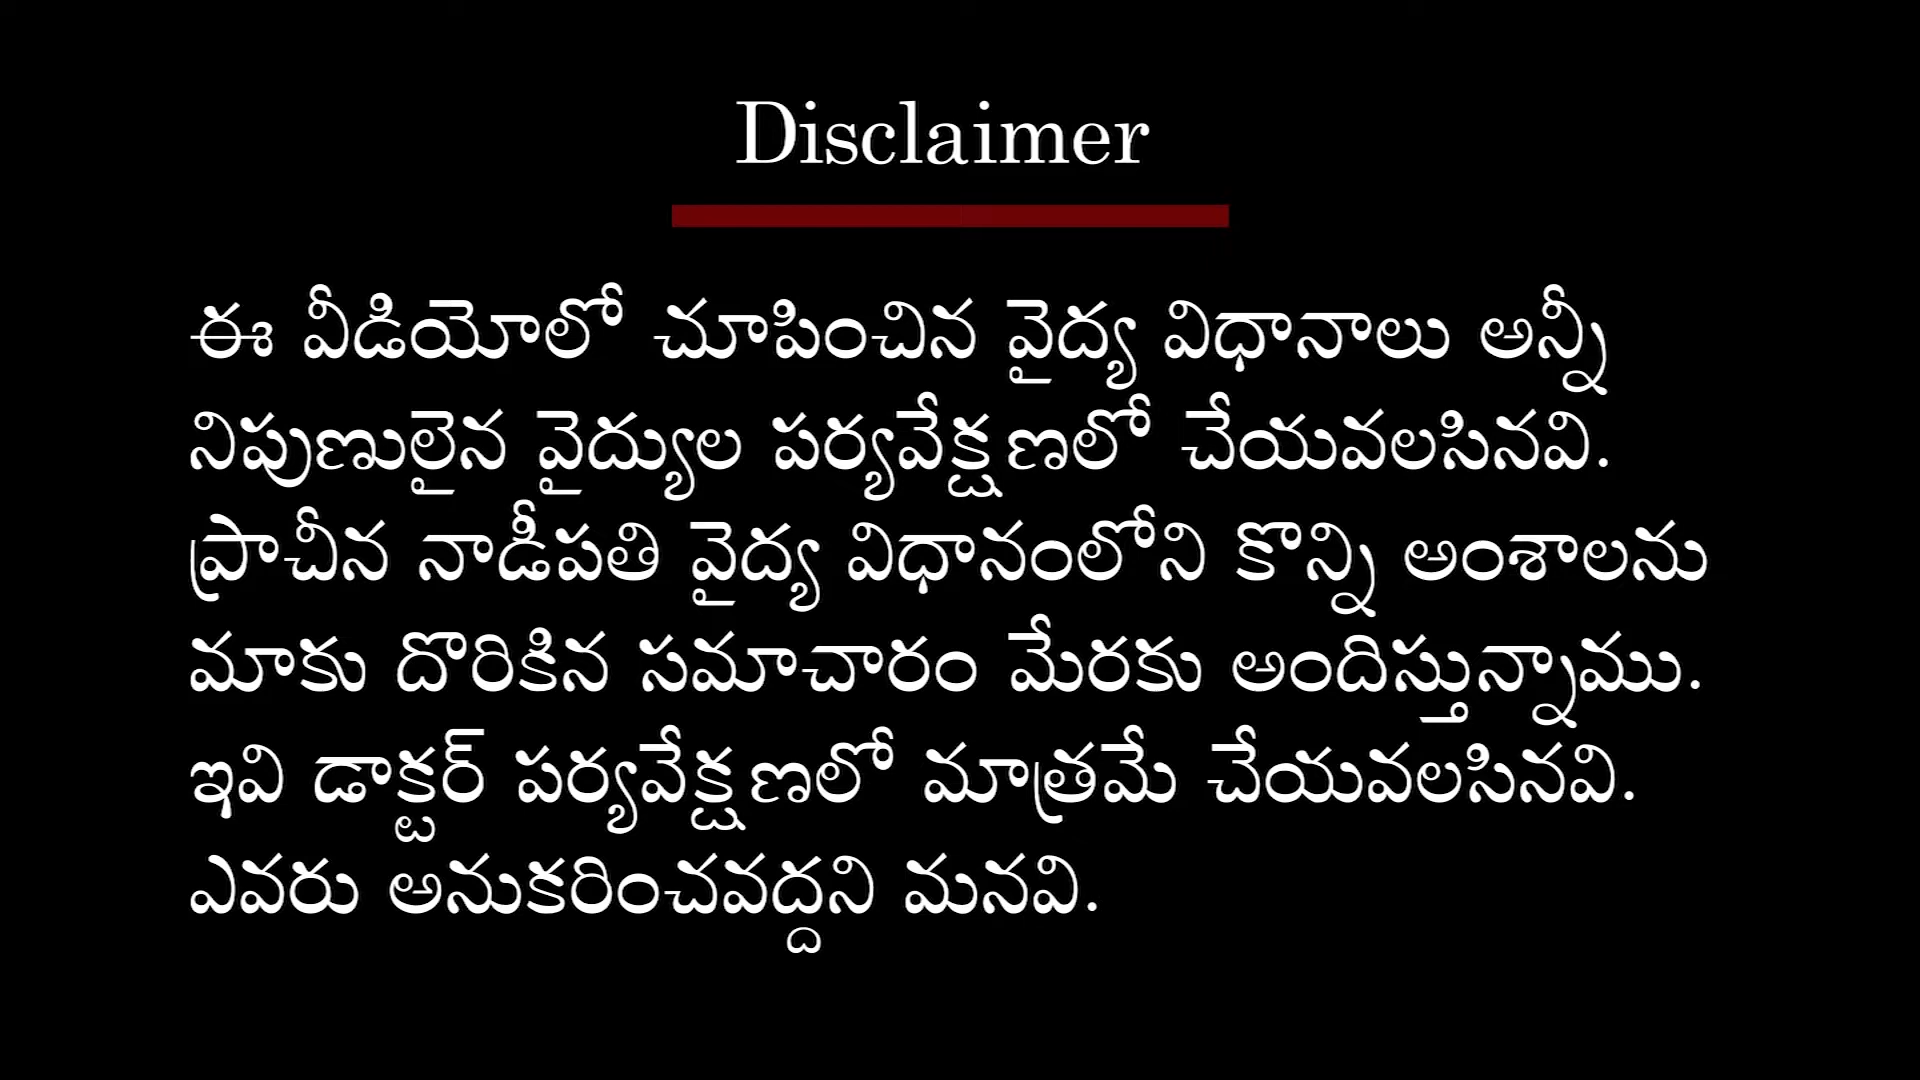 Disclaimer
ఈ వీడియోలో చూపించిన వైద్య విధానాలు అన్నీ
నిపుణులైన వైద్యుల పర్యవేక్షణలో చేయవలసినవి.
ప్రాచీన నాడీపతి వైద్య విధానంలోని కొన్ని అంశాలను
మాకు దొరికిన సమాచారం మేరకు అందిస్తున్నాము.
ఇవి డాక్టర్ పర్యవేక్షణలో మాత్రమే చేయవలసినవి.
ఎవరు అనుకరించవద్దని మనవి.